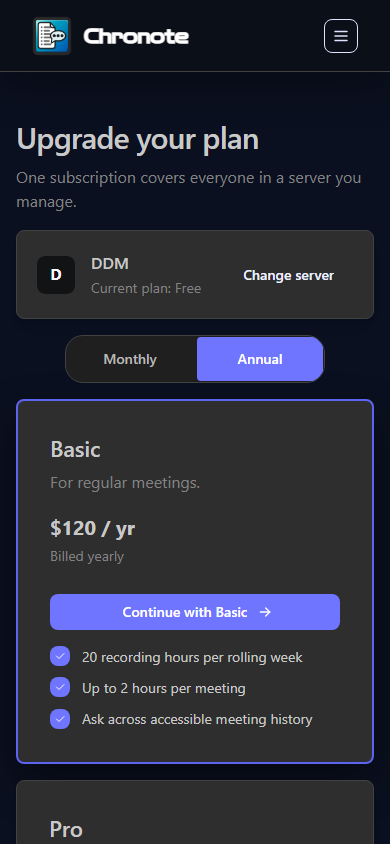 Chronote
Upgrade your plan
One subscription covers everyone in a server you
manage.
D
DDM
Current plan: Free
Change server
Monthly
Annual
Basic
For regular meetings.
$120 / yr
Billed yearly
Continue with Basic →
20 recording hours per rolling week
Up to 2 hours per meeting
Ask across accessible meeting history
Pro